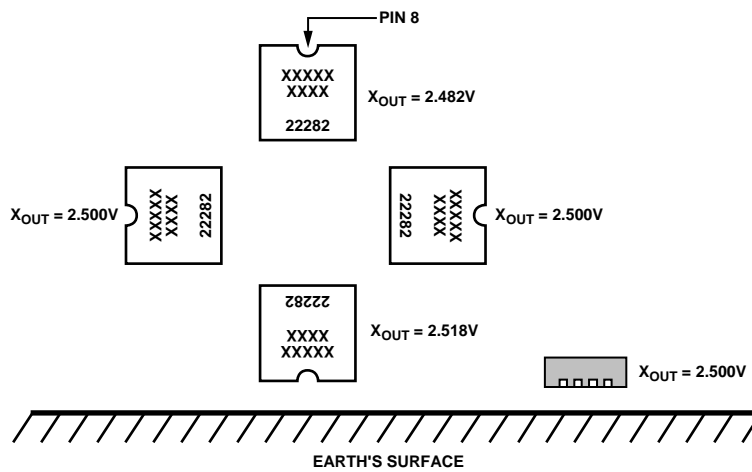 PIN 8
XXXXX
XXXX
22282
XOUT = 2.482V
XOUT = 2.500V
XXXXX
XXXX
22282
22282
XXXX
XXXXX
XOUT = 2.500V
22282
XXXX
XXXXX
XOUT = 2.518V
XOUT = 2.500V
EARTH'S SURFACE